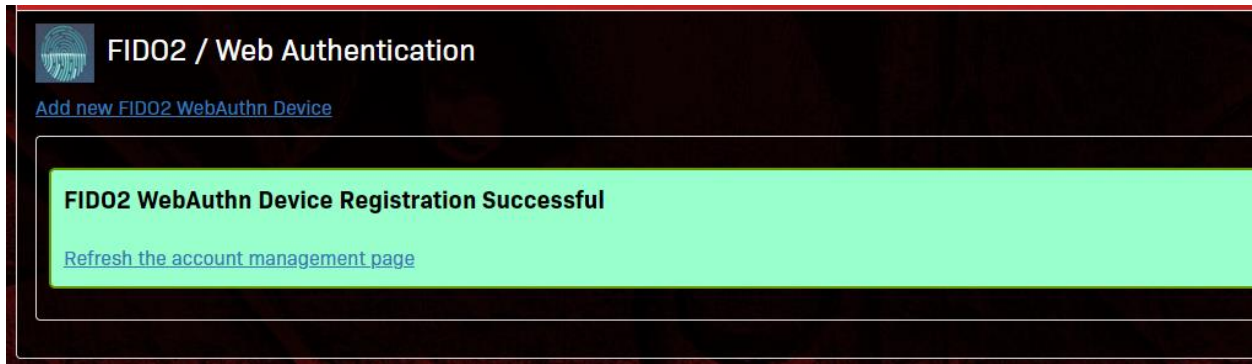 FIDO2 / Web Authentication
Add new FIDO2 WebAuthn Device
FIDO2 WebAuthn Device Registration Successful
Refresh the account management page